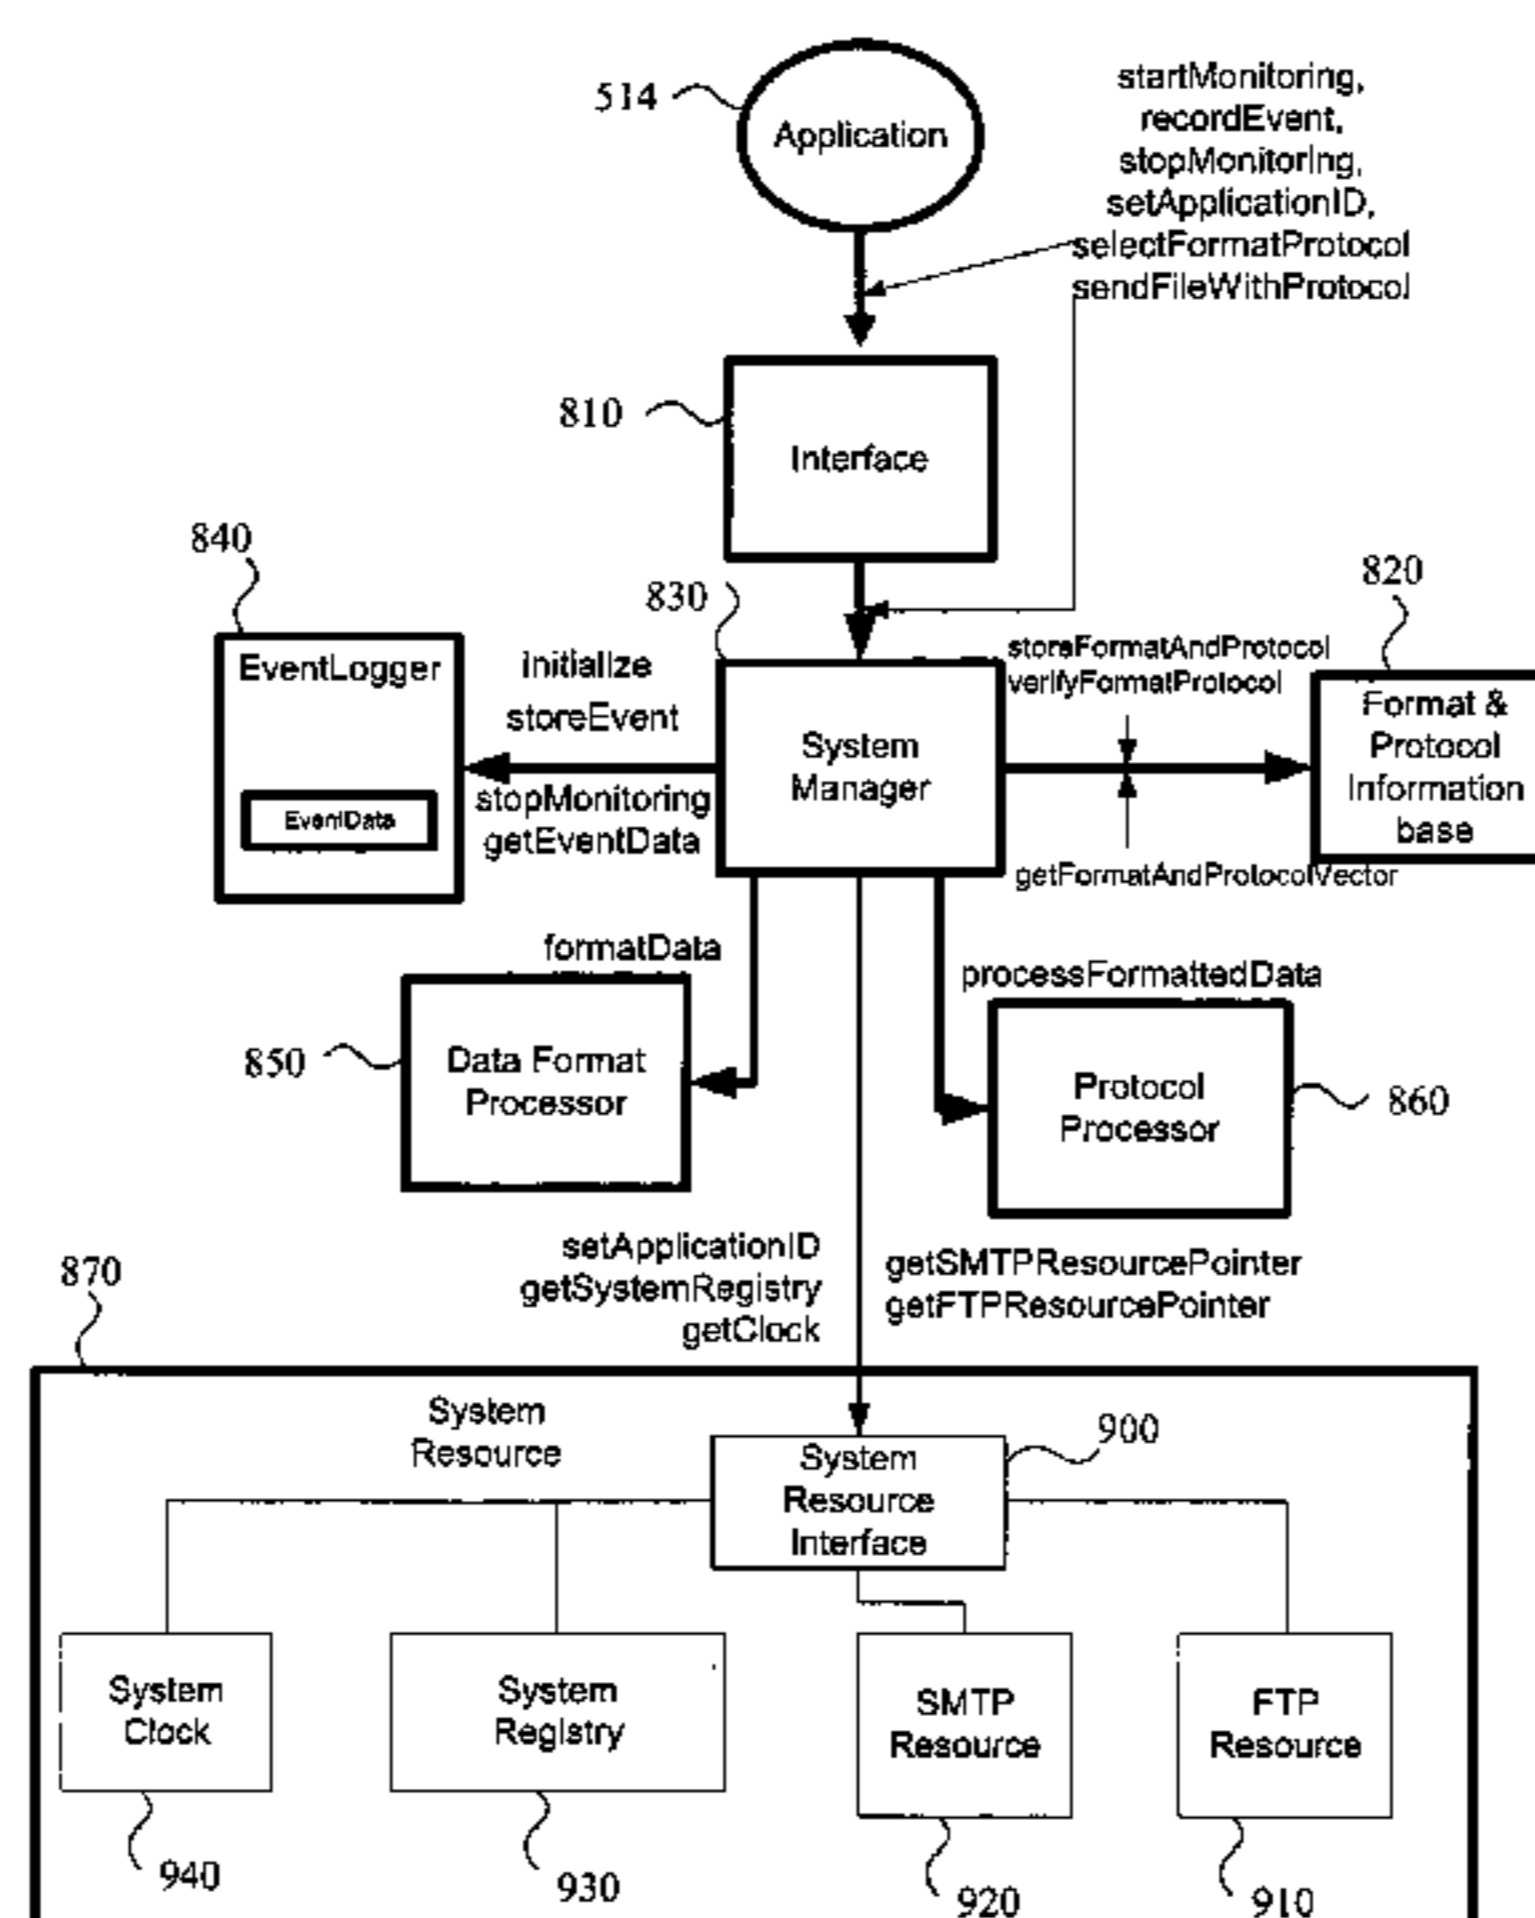 514
Application
startMonitoring,
recordEvent,
stopMonitoring,
setApplicationID,
selectFormatProtocol
sendFileWithProtocol
810
Interface
840
830
820
EventLogger
EventData
initialize
storeEvent
stopMonitoring
getEventData
System
Manager
storeFormatAndProtocol
verifyFormatProtocol
getFormatAndProtocolVector
Format &
Protocol
Information
base
formatData
850
Data Format
Processor
processFormattedData
Protocol
Processor
860
setApplicationID
getSystemRegistry
getClock
getSMTPResourcePointer
getFTPResourcePointer
870
System
Resource
System
Resource
Interface
900
System
Clock
System
Registry
SMTP
Resource
FTP
Resource
940
930
920
910